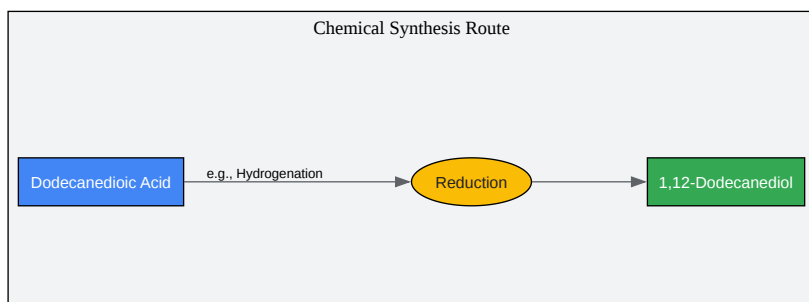 Chemical Synthesis Route
Dodecanedioic Acid
e.g., Hydrogenation
Reduction
1,12-Dodecanediol